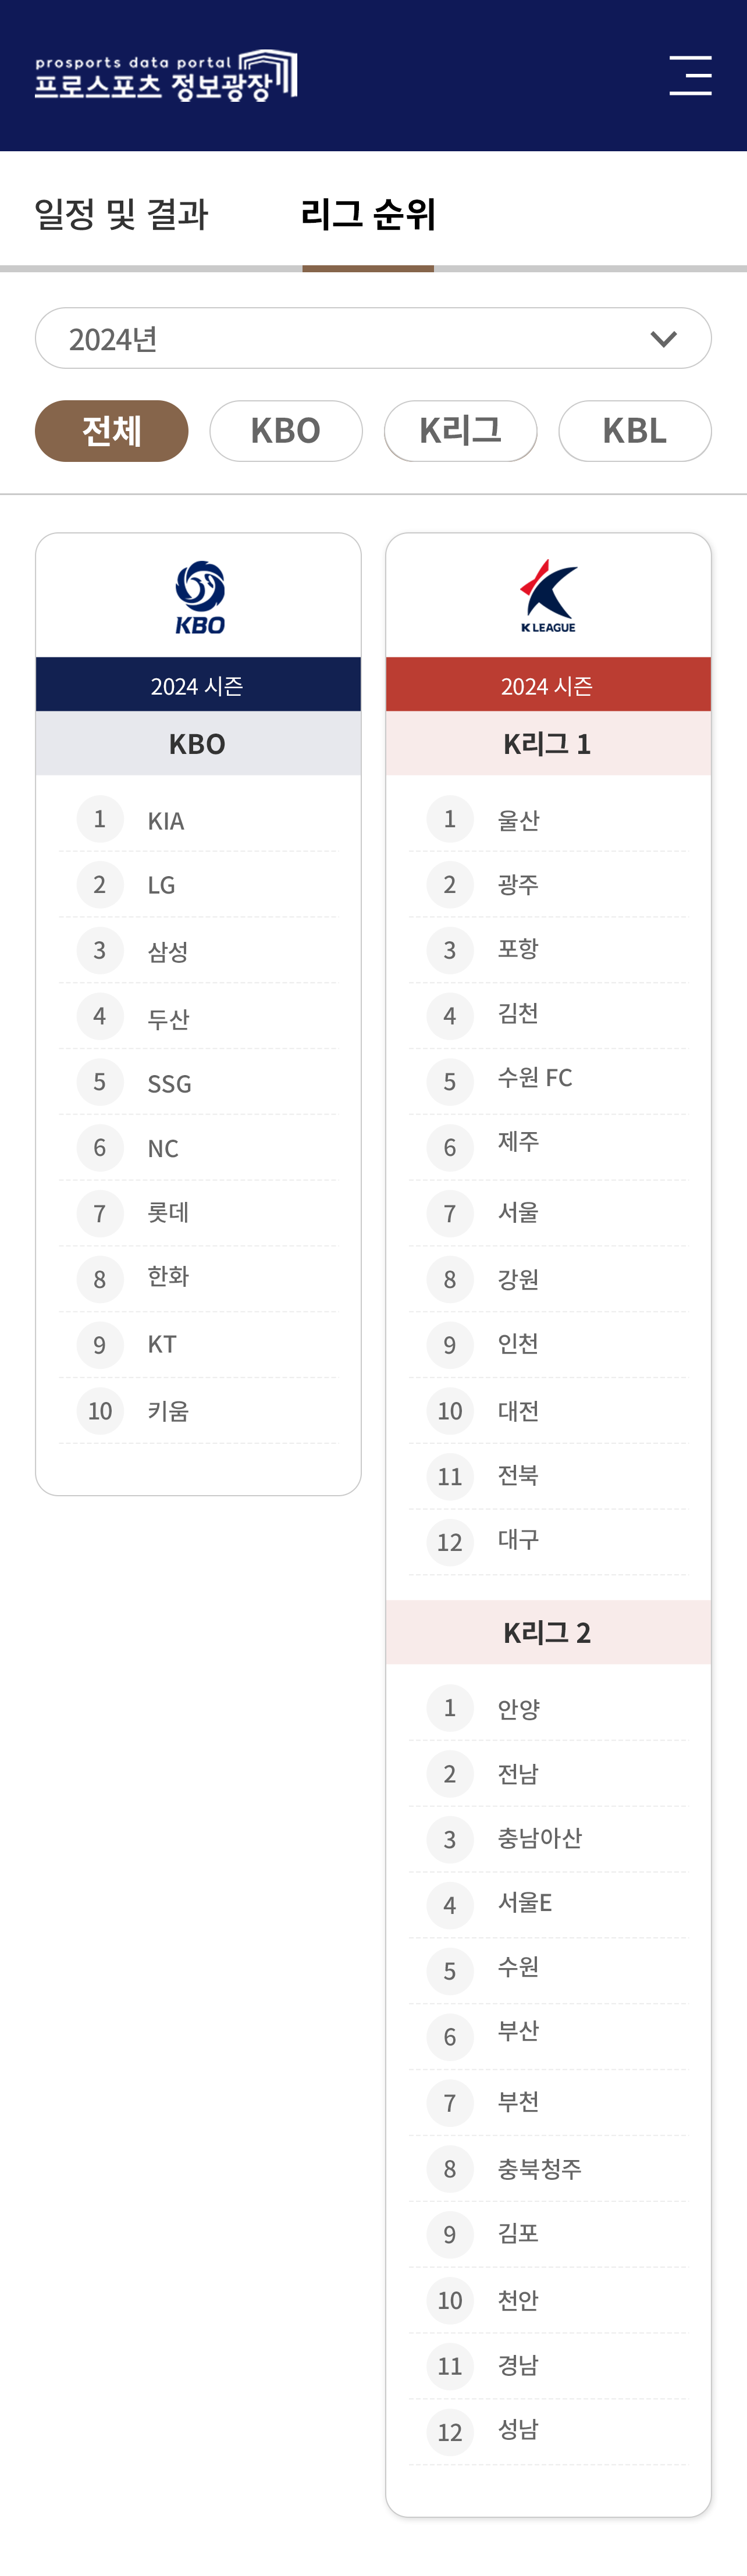 prosports data portal
프로스포츠 정보광장
일정 및 결과
리그 순위
2024년
전체
KBO
K리그
KBL
KBO
2024 시즌
KBO
1 KIA
2 LG
3 삼성
4 두산
5 SSG
6 NC
7 롯데
8 한화
9 KT
10 키움
K LEAGUE
2024 시즌
K리그 1
1 울산
2 광주
3 포항
4 김천
5 수원 FC
6 제주
7 서울
8 강원
9 인천
10 대전
11 전북
12 대구
K리그 2
1 안양
2 전남
3 충남아산
4 서울E
5 수원
6 부산
7 부천
8 충북청주
9 김포
10 천안
11 경남
12 성남